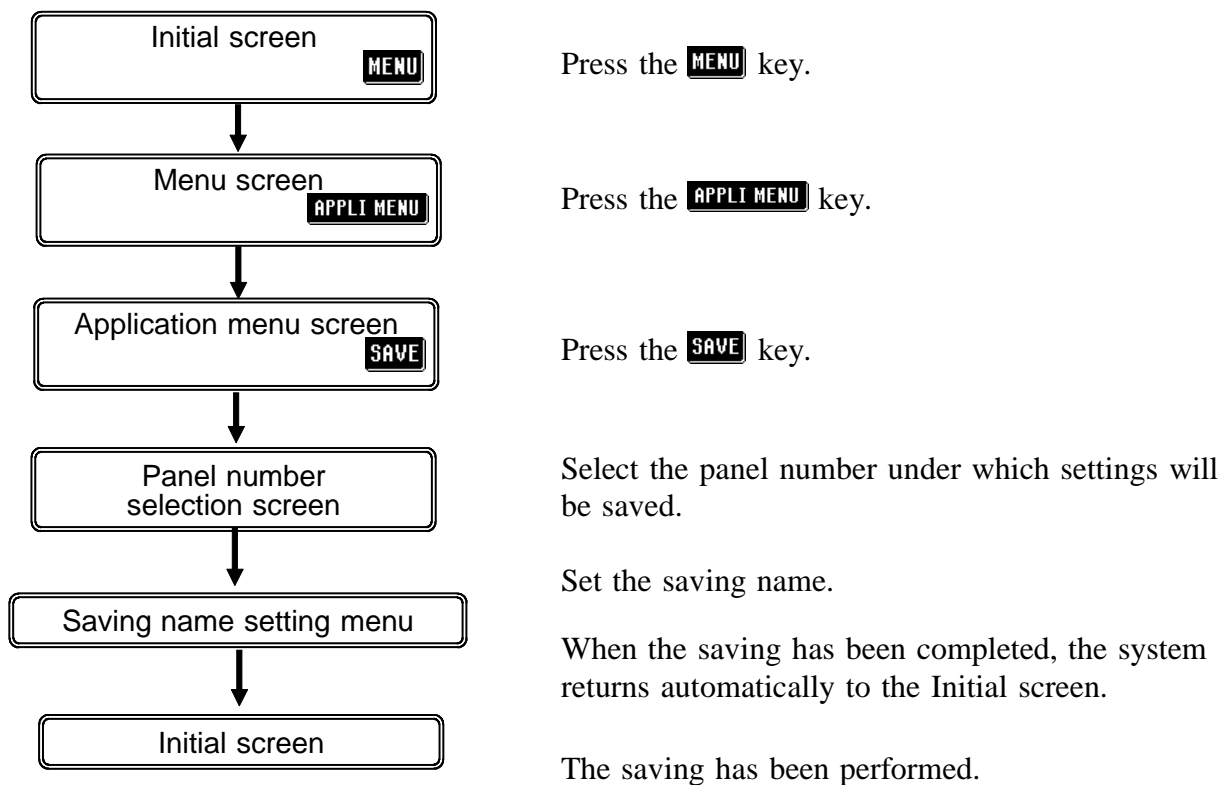 Initial screen
MENU
Press the MENU key.
Menu screen
APPLI MENU
Press the APPLI MENU key.
Application menu screen
SAVE
Press the SAVE key.
Panel number
selection screen
Select the panel number under which settings will
be saved.
Set the saving name.
Saving name setting menu
When the saving has been completed, the system
returns automatically to the Initial screen.
Initial screen
The saving has been performed.